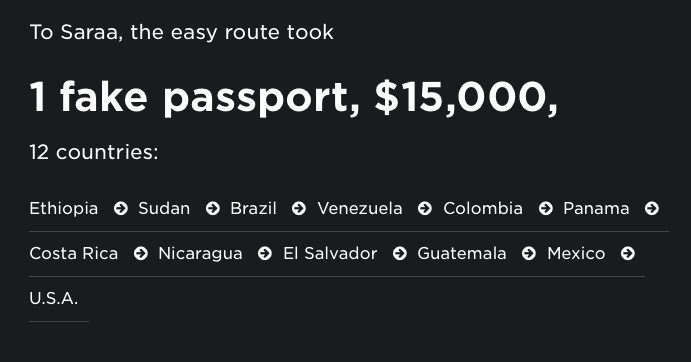 To Saraa, the easy route took
1 fake passport, $15,000,
12 countries:
Ethiopia → Sudan → Brazil → Venezuela → Colombia → Panama →
Costa Rica → Nicaragua → El Salvador → Guatemala → Mexico →
U.S.A.